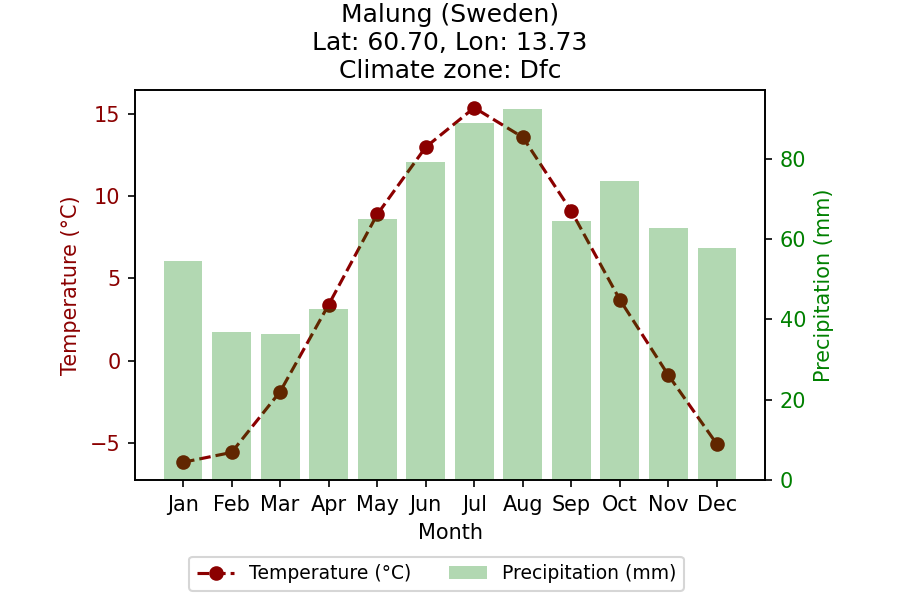 Malung (Sweden)
Lat: 60.70, Lon: 13.73
Climate zone: Dfc
Temperature (°C)
15
10
5
0
−5
80
60
40
20
0
Precipitation (mm)
Jan Feb Mar Apr May Jun Jul Aug Sep Oct Nov Dec
Month
Temperature (°C) Precipitation (mm)